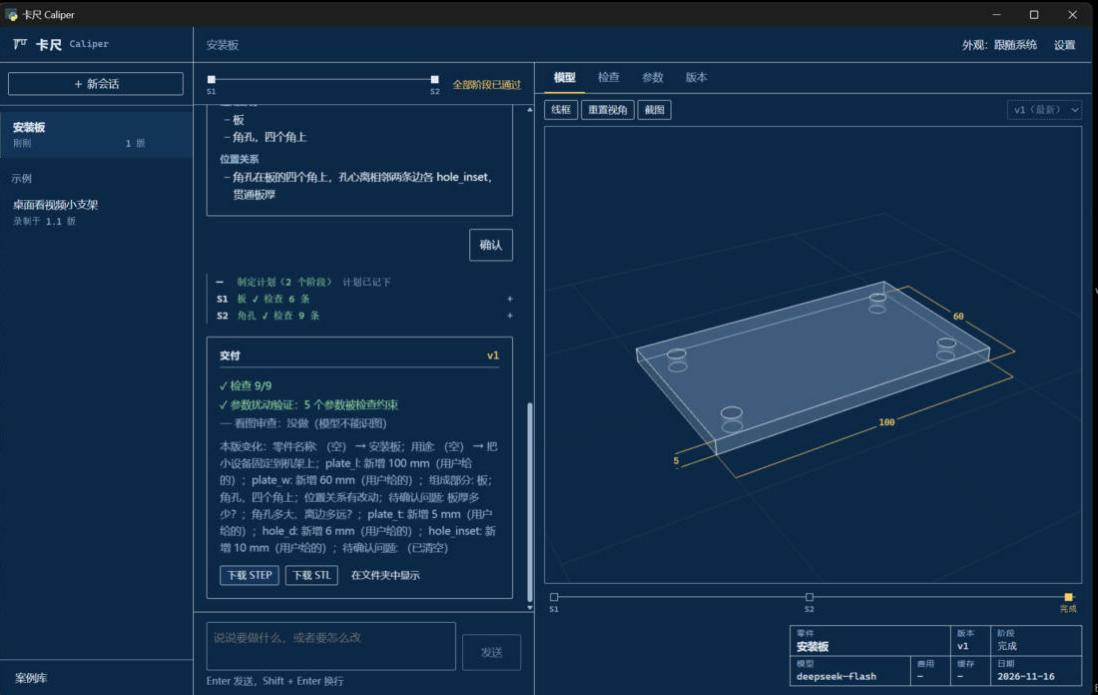 卡尺 Caliper
卡尺 Caliper
安装板
外观：跟随系统 设置
+ 新会话
安装板
刚刚 1 版
示例
桌面看视频小支架
录制于 1.1 版
案例库
S1 S2 全部阶段已通过
– 板
– 角孔，四个角上
位置关系
– 角孔在板的四个角上，孔心离相邻两条边各 hole_inset，
贯通板厚
确认
— 制定计划（2 个阶段） 计划已记下
S1 板 ✓ 检查 6 条 +
S2 角孔 ✓ 检查 9 条 +
交付 v1
✓ 检查 9/9
✓ 参数扰动验证：5 个参数被检查约束
— 看图审查：没做（模型不能识图）
本版变化：零件名称: （空） → 安装板；用途: （空） → 把
小设备固定到机架上；plate_l: 新增 100 mm（用户给
的）；plate_w: 新增 60 mm（用户给的）；组成部分: 板；
角孔，四个角上；位置关系有改动；待确认问题: 板厚多
少？；角孔多大、离边多远？；plate_t: 新增 5 mm（用户
给的）；hole_d: 新增 6 mm（用户给的）；hole_inset: 新
增 10 mm（用户给的）；待确认问题: （已清空）
下载 STEP 下载 STL 在文件夹中显示
说说要做什么，或者要怎么改
发送
Enter 发送，Shift + Enter 换行
模型 检查 参数 版本
线框 重置视角 截图 v1（最新）
60
100
5
S1 S2 完成
零件 版本 阶段
安装板 v1 完成
模型 费用 缓存 日期
deepseek-flash – – 2026-11-16